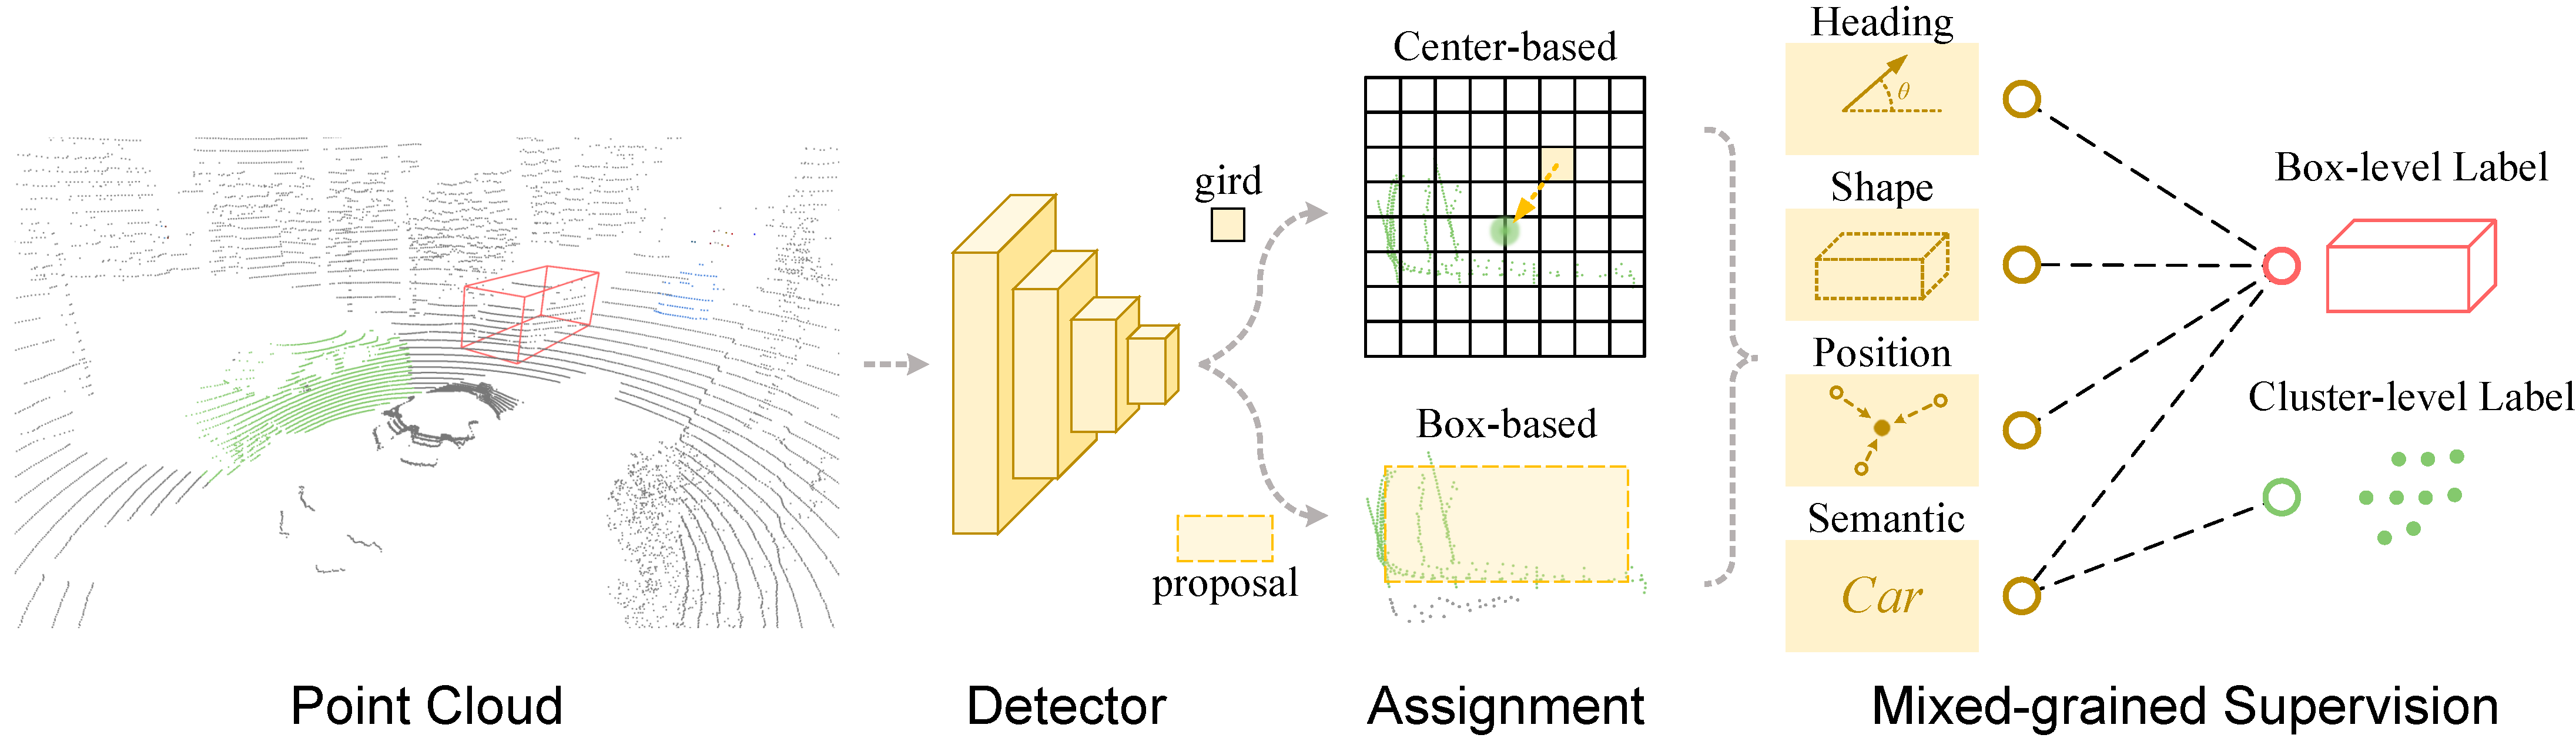 Point Cloud
Detector
gird
proposal
Center-based
Box-based
Assignment
Heading
θ
Shape
Position
Semantic
Car
Box-level Label
Cluster-level Label
Mixed-grained Supervision